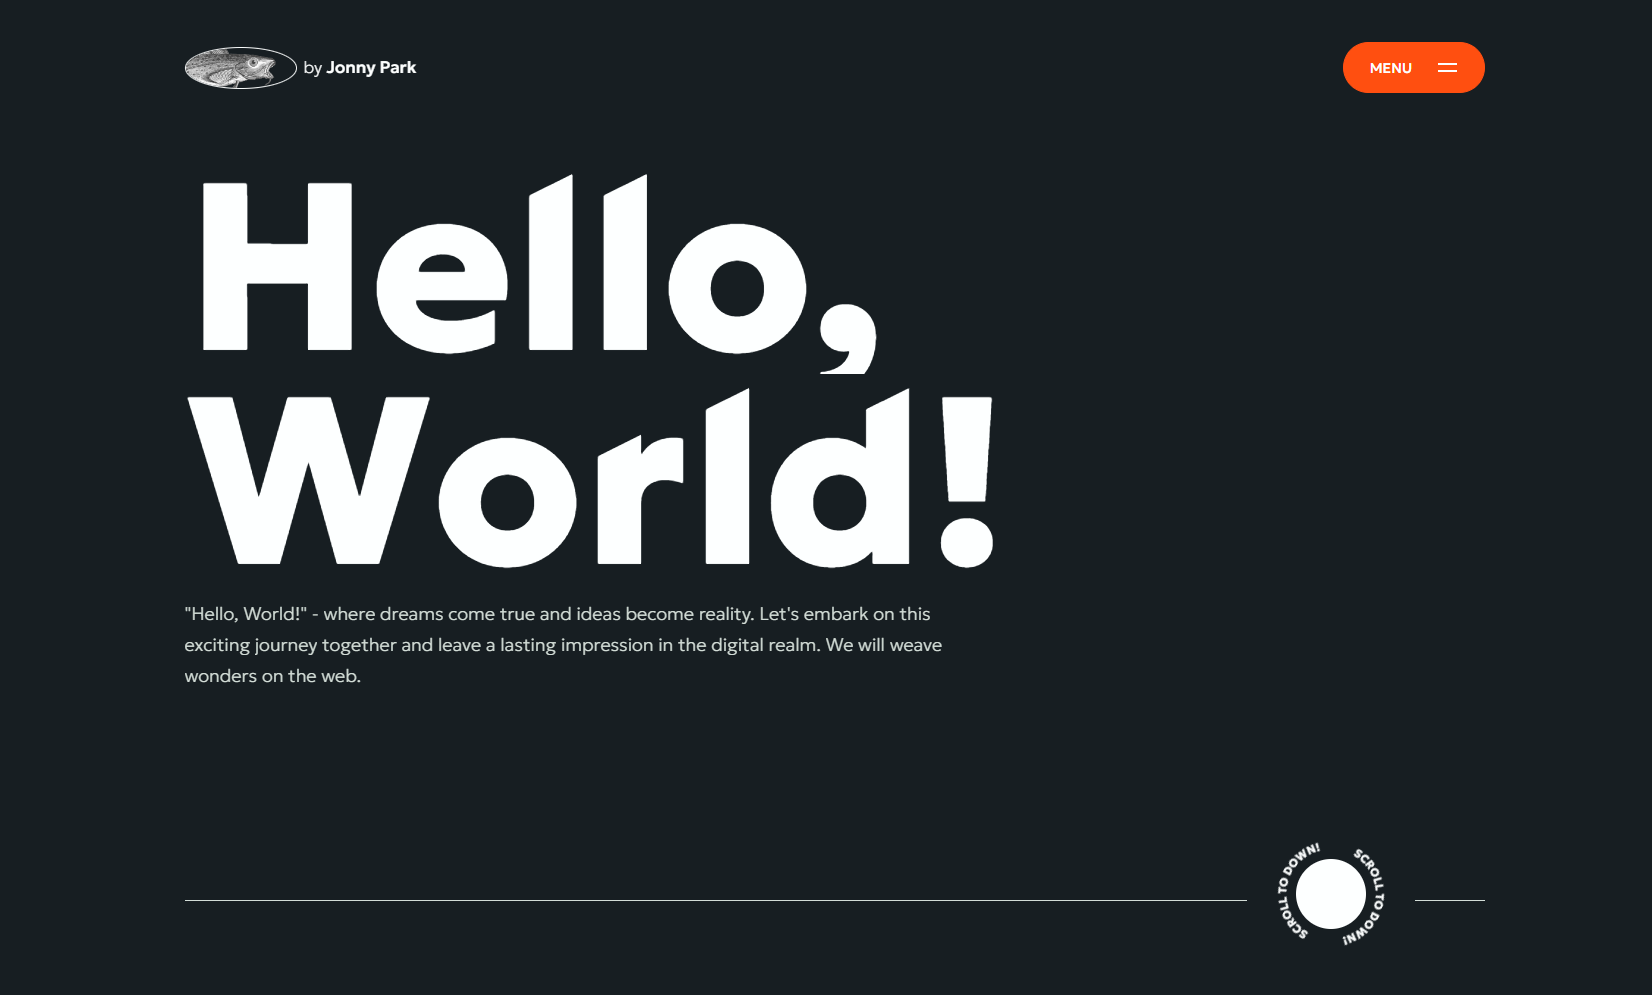 by Jonny Park
MENU
Hello,
World!
"Hello, World!" - where dreams come true and ideas become reality. Let's embark on this
exciting journey together and leave a lasting impression in the digital realm. We will weave
wonders on the web.
SCROLL TO DOWN!
SCROLL TO DOWN!